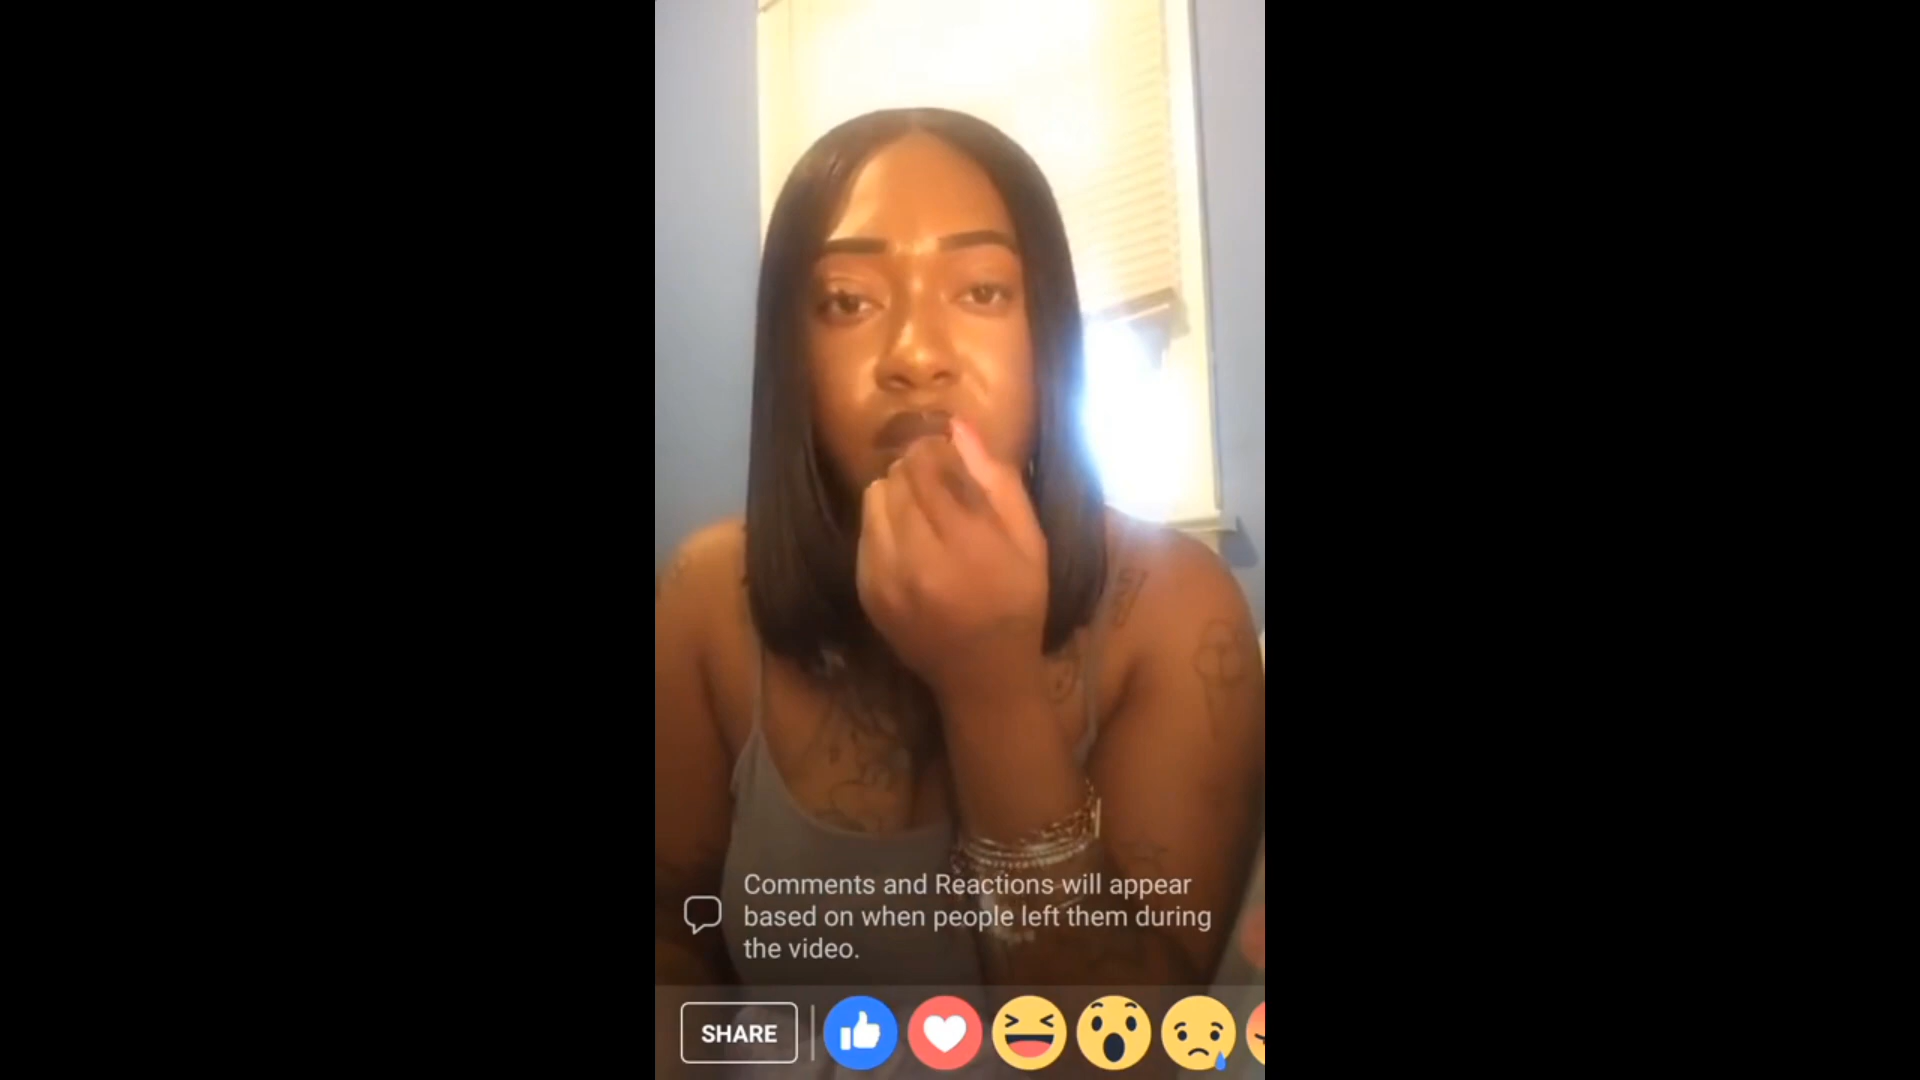 Comments and Reactions will appear
based on when people left them during
the video.
SHARE